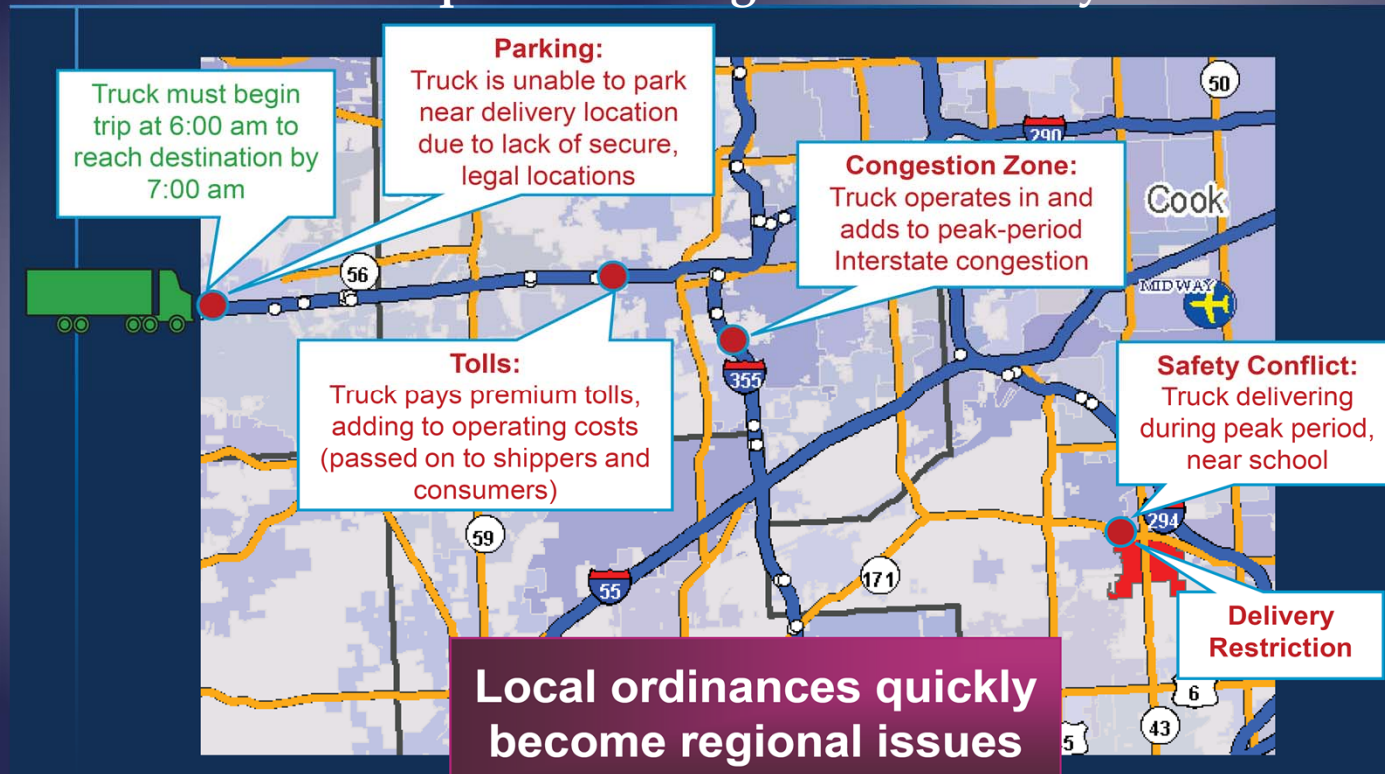 Truck must begin
trip at 6:00 am to
reach destination by
7:00 am
Parking:
Truck is unable to park
near delivery location
due to lack of secure,
legal locations
Congestion Zone:
Truck operates in and
adds to peak-period
Interstate congestion
50
290
Cook
MIDWAY
56
Tolls:
Truck pays premium tolls,
adding to operating costs
(passed on to shippers and
consumers)
355
Safety Conflict:
Truck delivering
during peak period,
near school
294
59
55
171
Delivery
Restriction
6
43
5
Local ordinances quickly
become regional issues